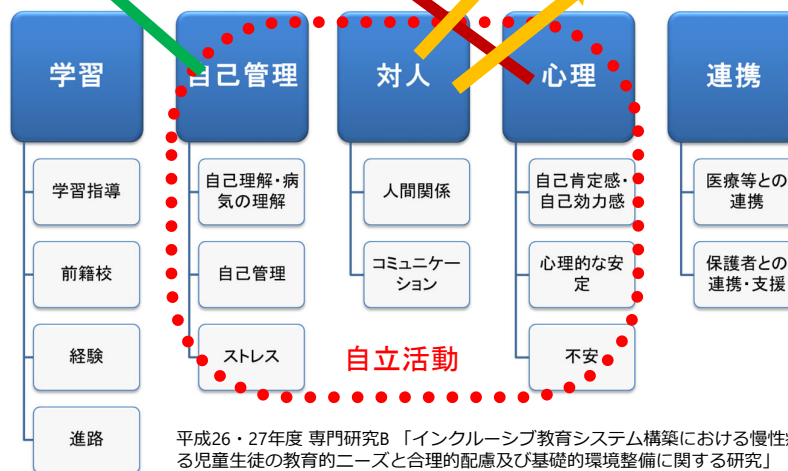 学習
自己管理
対人
心理
連携
学習指導
前籍校
経験
進路
自己理解・病
気の理解
自己管理
ストレス
人間関係
コミュニケー
ション
自己肯定感・
自己効力感
心理的な安
定
不安
医療等との
連携
保護者との
連携・支援
自立活動
平成26・27年度 専門研究B 「インクルーシブ教育システム構築における慢性
る児童生徒の教育的ニーズと合理的配慮及び基礎的環境整備に関する研究」